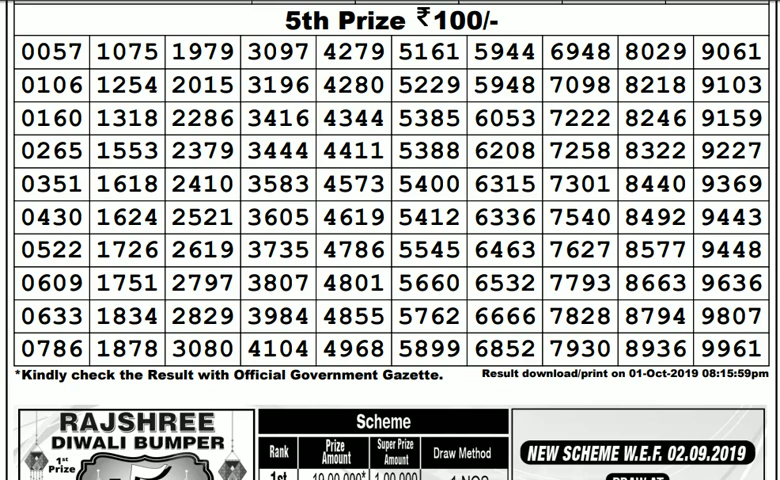 5th Prize ₹100/-
0057 1075 1979 3097 4279 5161 5944 6948 8029 9061
0106 1254 2015 3196 4280 5229 5948 7098 8218 9103
0160 1318 2286 3416 4344 5385 6053 7222 8246 9159
0265 1553 2379 3444 4411 5388 6208 7258 8322 9227
0351 1618 2410 3583 4573 5400 6315 7301 8440 9369
0430 1624 2521 3605 4619 5412 6336 7540 8492 9443
0522 1726 2619 3735 4786 5545 6463 7627 8577 9448
0609 1751 2797 3807 4801 5660 6532 7793 8663 9636
0633 1834 2829 3984 4855 5762 6666 7828 8794 9807
0786 1878 3080 4104 4968 5899 6852 7930 8936 9961
*Kindly check the Result with Official Government Gazette. Result download/print on 01-Oct-2019 08:15:59pm
RAJSHREE
DIWALI BUMPER
1st Prize
Scheme
Rank Prize Amount Super Prize Amount Draw Method
NEW SCHEME W.E.F. 02.09.2019